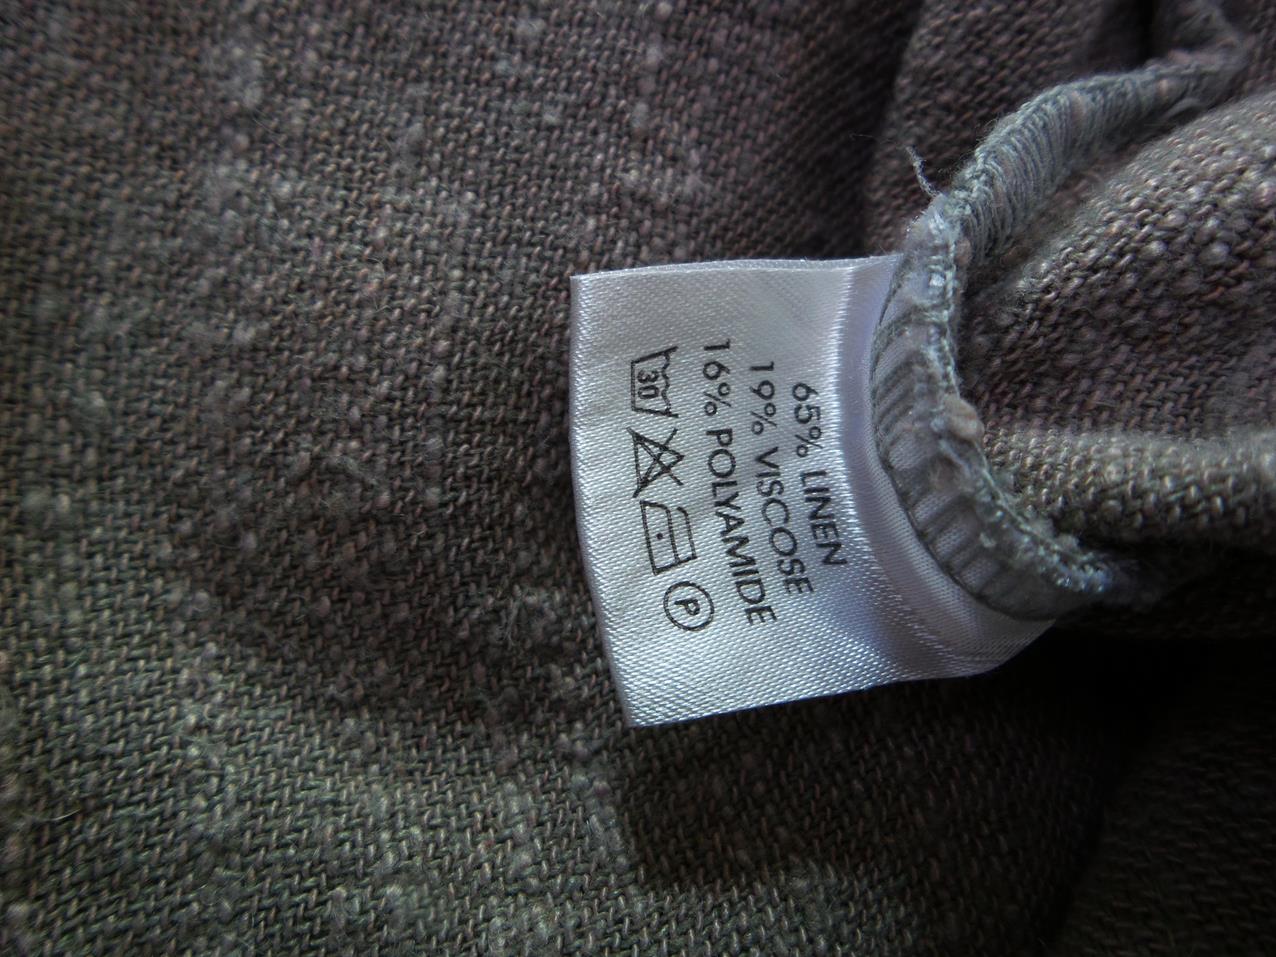 65% LINEN
19% VISCOSE
16% POLYAMIDE
30 P